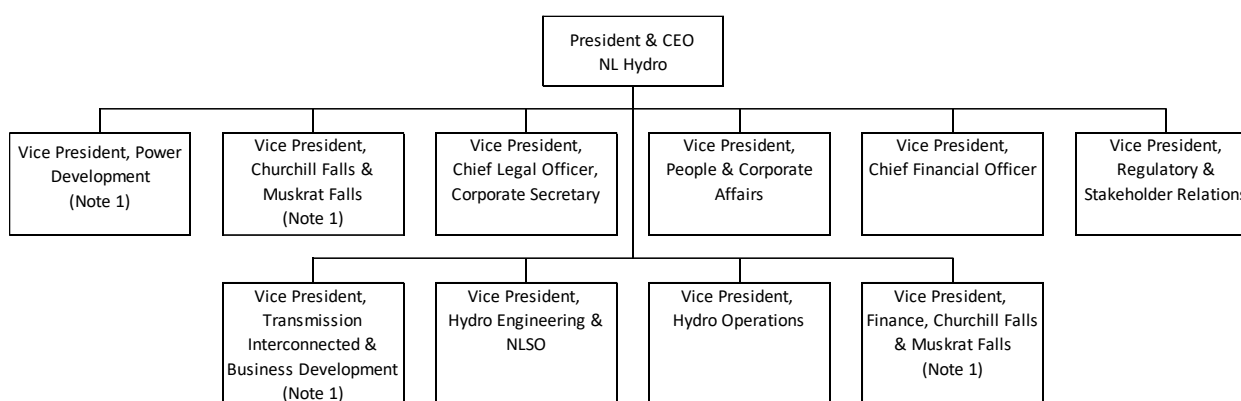 President & CEO
NL Hydro
Vice President, Power
Development
(Note 1)
Vice President,
Churchill Falls &
Muskrat Falls
(Note 1)
Vice President,
Chief Legal Officer,
Corporate Secretary
Vice President,
People & Corporate
Affairs
Vice President,
Chief Financial Officer
Vice President,
Regulatory &
Stakeholder Relations
Vice President,
Transmission
Interconnected &
Business Development
(Note 1)
Vice President,
Hydro Engineering &
NLSO
Vice President,
Hydro Operations
Vice President,
Finance, Churchill Falls
& Muskrat Falls
(Note 1)